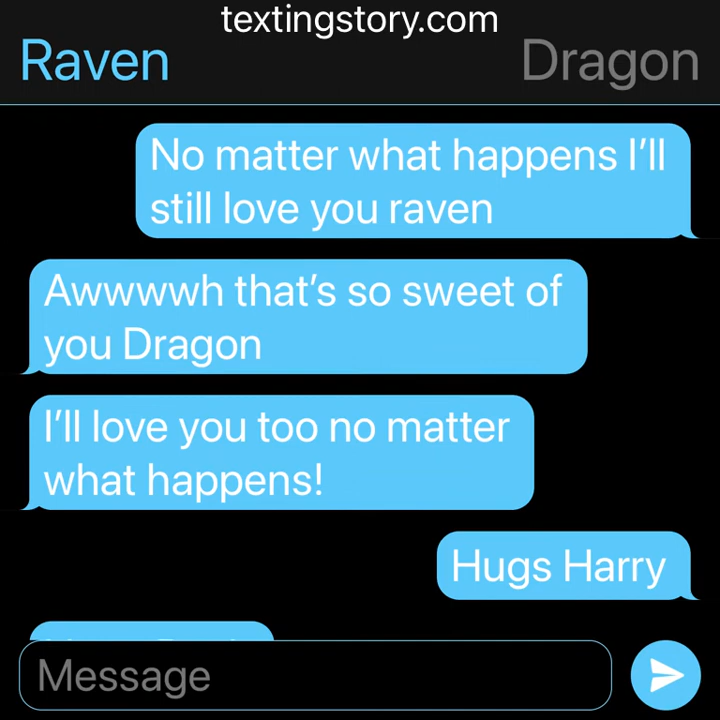 textingstory.com
Raven
Dragon
No matter what happens I’ll
still love you raven
Awwwwh that’s so sweet of
you Dragon
I’ll love you too no matter
what happens!
Hugs Harry
Message